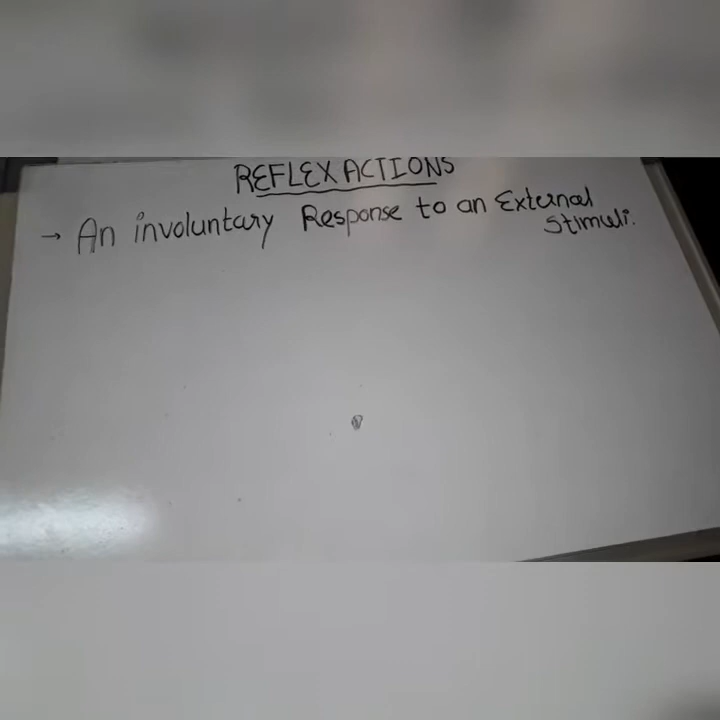 REFLEX ACTIONS
→ An involuntary Response to an External
Stimuli.